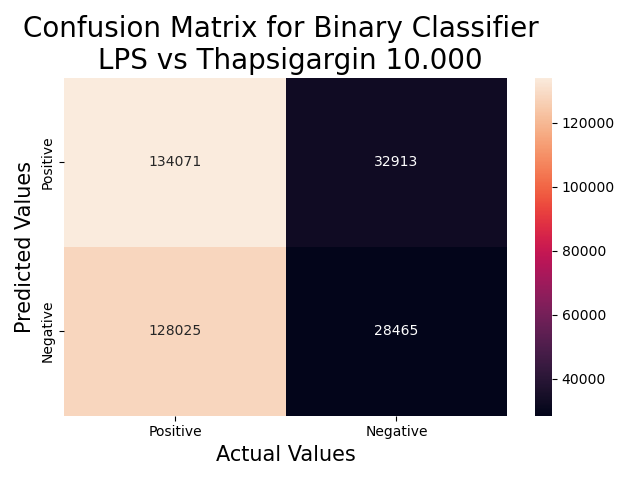 Confusion Matrix for Binary Classifier
LPS vs Thapsigargin 10.000
Predicted Values
Positive
134071
32913
Negative
128025
28465
Positive
Negative
Actual Values
120000
100000
80000
60000
40000